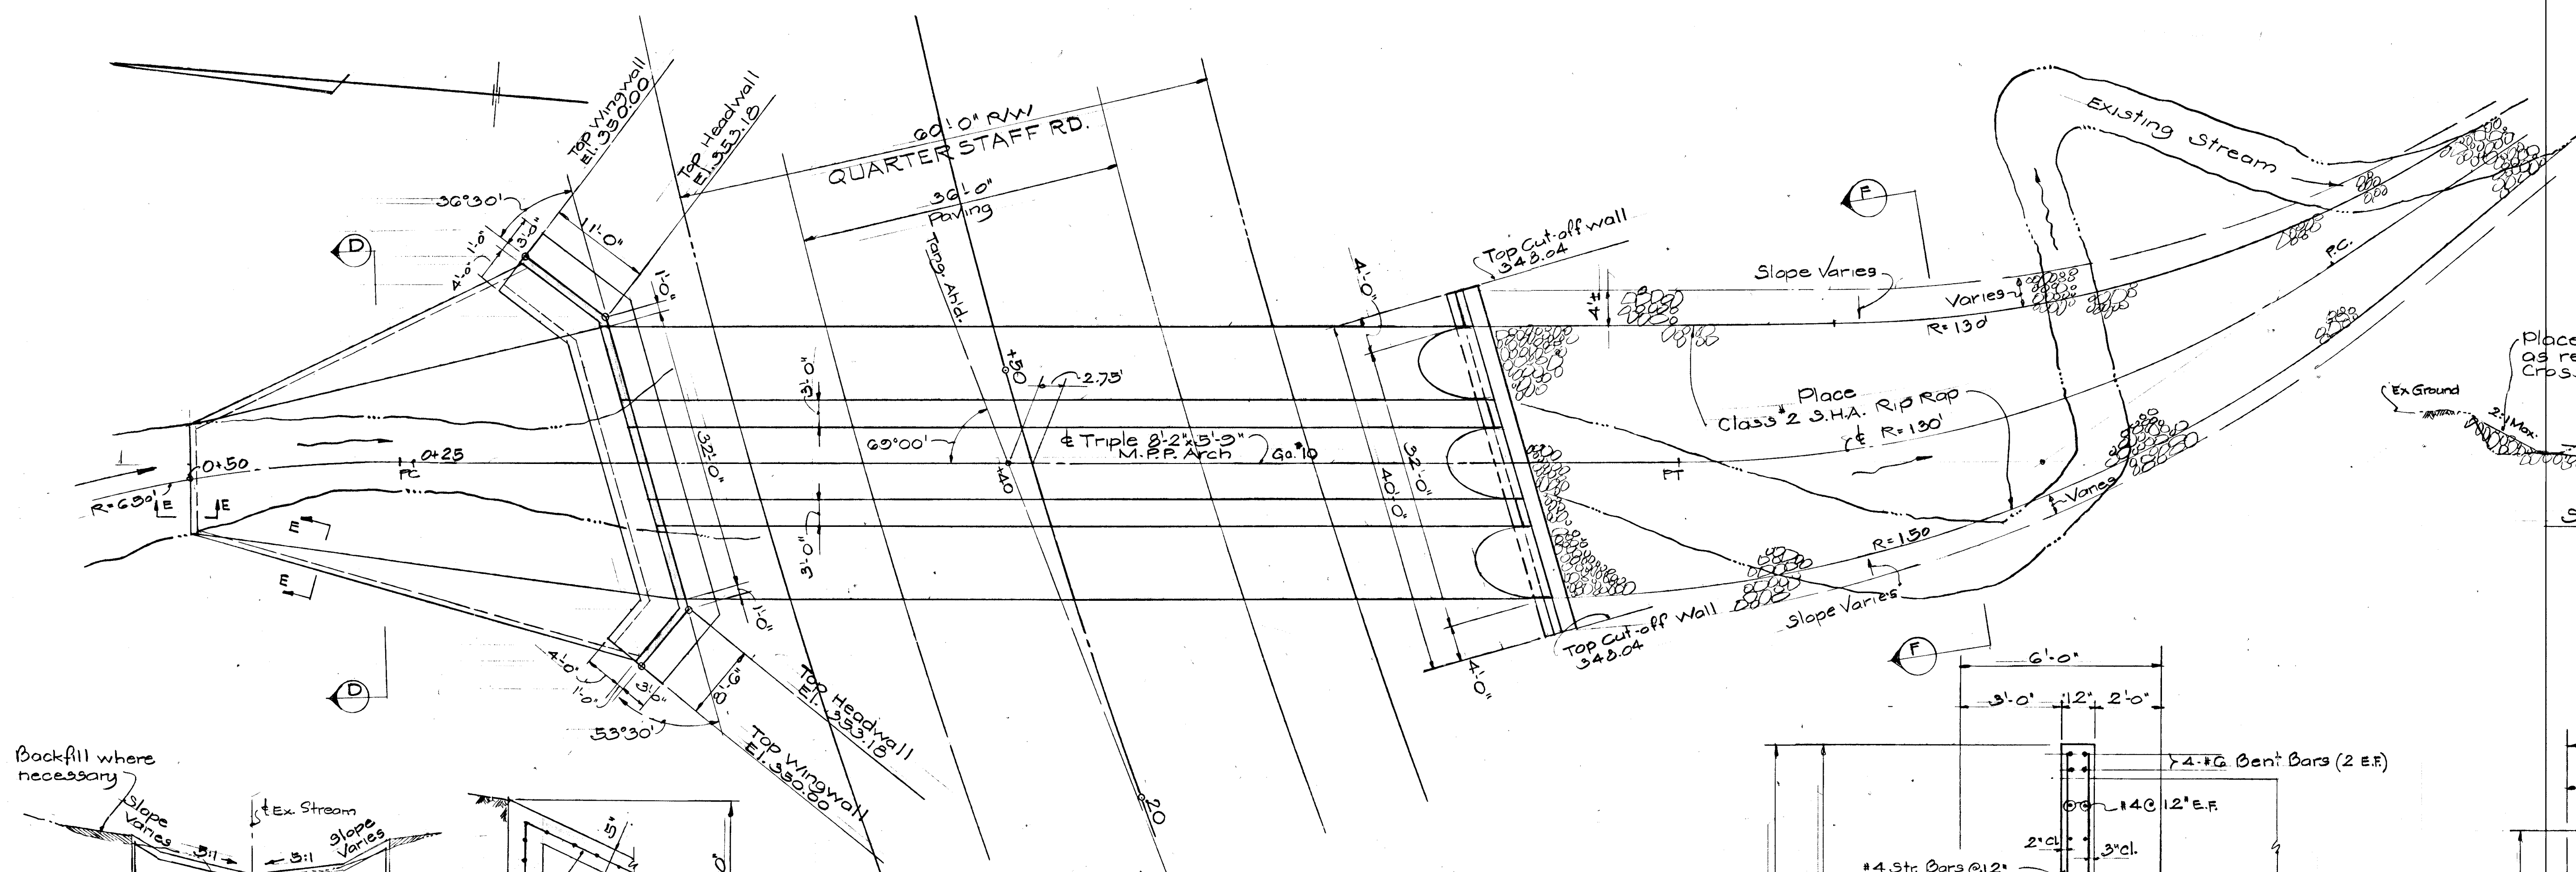 Top Wingwall
El. 350.00
Top Headwall
El. 353.18
60'-0" R/W
QUARTER STAFF RD.
36'-0"
Paving
Tang. Ahld.
36°30'
1'-0"
3'-0"
4'-0"
11'-0"
1'-0"
D
Top Cut-off wall
348.04
4'-0"
4'±
Slope Varies
F
Varies
R=130'
Existing Stream
P.C.
Place
Class #2 S.H.A. Rip Rap
℄ R=130'
+50
2.75'
3'-0"
69°00'
℄ Triple 8'-2"x5'-9"
M.P.P. Arch
Ga. #10
32'-0"
+40
32'-0"
40'-0"
PT
0+50
0+25
PC
R=650'
E
E
E
E
3'-0"
1'-0"
Varies
R=150
Slope Varies
Top Cut-off Wall
348.04
4'-0"
F
D
4'-0"
1'-0"
3'-0"
53°30'
8'-6"
Top Headwall
El. 353.18
Top Wingwall
El. 350.00
20
Ex Ground
2:1 Max.
Place
as re
Cros
Backfill where
necessary
Slope
Varies
℄ Ex. Stream
Slope
Varies
3:1
3:1
6'-0"
3'-0"
12"
2'-0"
4-#6 Bent Bars (2 E.F.)
#4@12" E.F.
2" Cl.
3" Cl.
#4 Str. Bars @ 12"